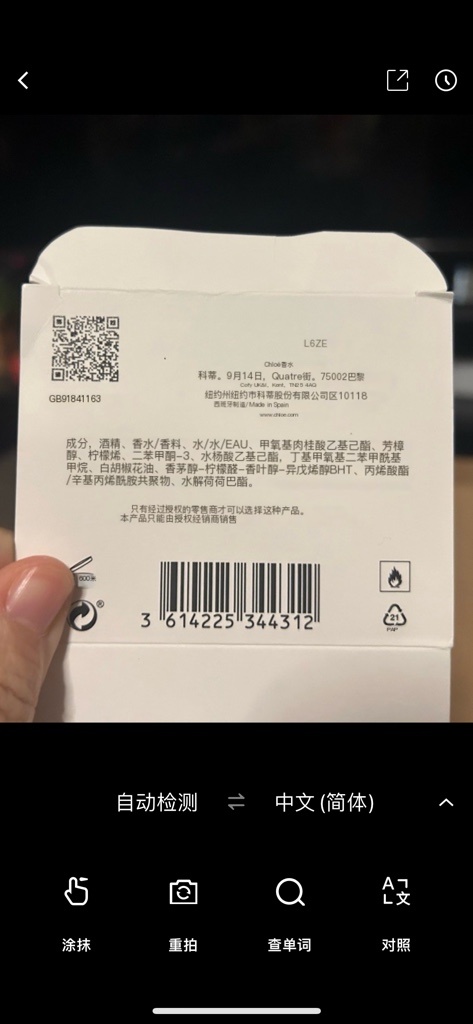 L6ZE
Chloé香水
科蒂。9月14日，Quatre街。75002巴黎
Coty UK&I, Kent, TN25 4AQ
GB91841163
纽约州纽约市科蒂股份有限公司区10118
西班牙制造/Made in Spain
www.chloe.com
成分，酒精、香水/香料、水/水/EAU、甲氧基肉桂酸乙基己酯、芳樟
醇、柠檬烯、二苯甲酮-3、水杨酸乙基己酯，丁基甲氧基二苯甲酰基
甲烷、白胡椒花油、香茅醇-柠檬醛-香叶醇-异戊烯醇BHT、丙烯酸酯
/辛基丙烯酰胺共聚物、水解荷荷巴酯。
只有经过授权的零售商才可以选择这种产品。
本产品只能由授权经销商销售
600米
3 614225 344312
21
PAP
自动检测 中文 (简体)
涂抹 重拍 查单词 对照